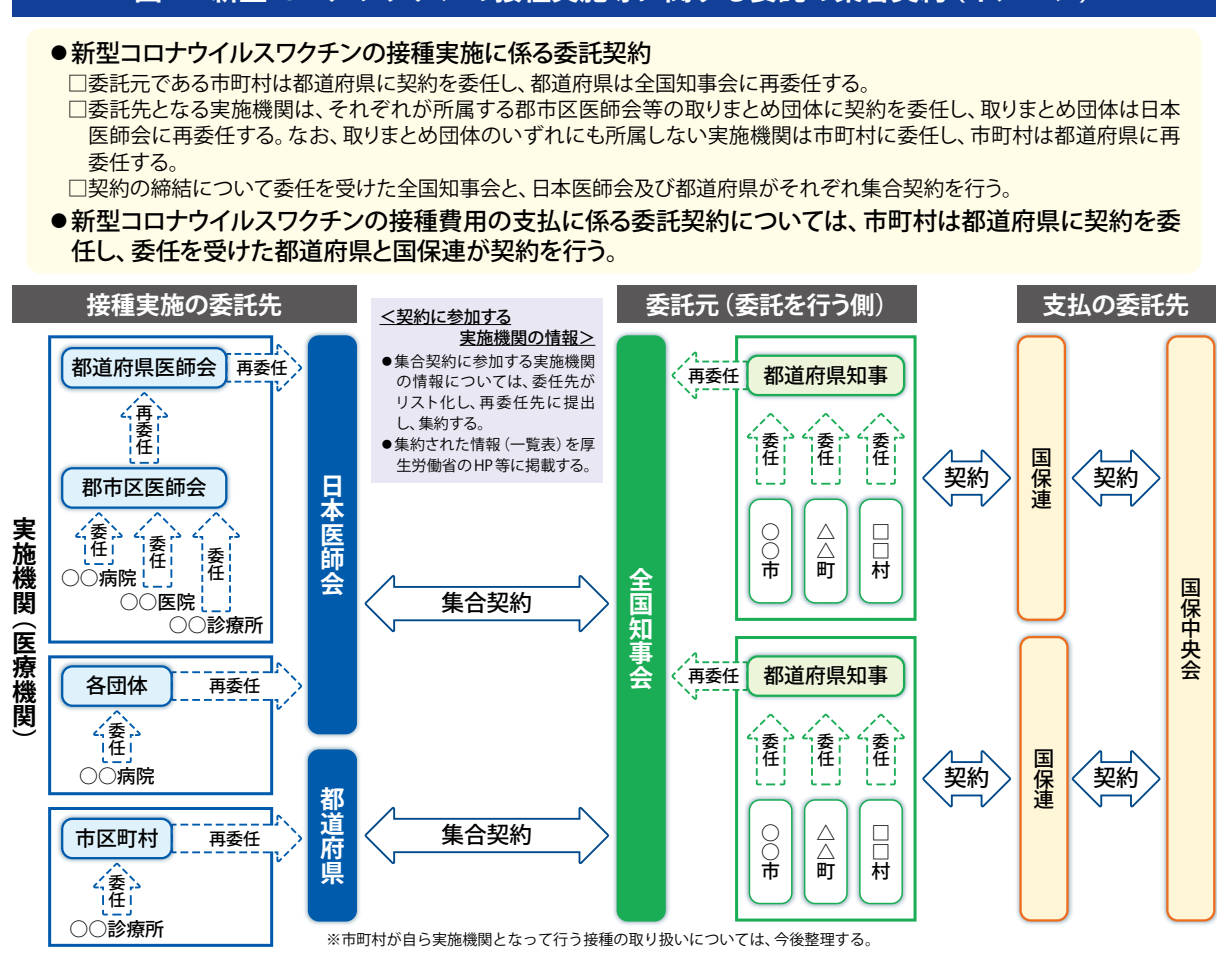 ●新型コロナウイルスワクチンの接種実施に係る委託契約
□委託元である市町村は都道府県に契約を委任し、都道府県は全国知事会に再委任する。
□委託先となる実施機関は、それぞれが所属する郡市区医師会等の取りまとめ団体に契約を委任し、取りまとめ団体は日本
医師会に再委任する。なお、取りまとめ団体のいずれにも所属しない実施機関は市町村に委任し、市町村は都道府県に再
委任する。
□契約の締結について委任を受けた全国知事会と、日本医師会及び都道府県がそれぞれ集合契約を行う。
●新型コロナウイルスワクチンの接種費用の支払に係る委託契約については、市町村は都道府県に契約を委
任し、委任を受けた都道府県と国保連が契約を行う。
接種実施の委託先
実施機関(医療機関)
都道府県医師会
再委任
再委任
郡市区医師会
委任
委任
委任
○○病院
○○医院
○○診療所
各団体
再委任
委任
○○病院
市区町村
再委任
委任
○○診療所
日本医師会
都道府県
<契約に参加する
実施機関の情報>
●集合契約に参加する実施機関
の情報については、委任先が
リスト化し、再委任先に提出
し、集約する。
●集約された情報(一覧表)を厚
生労働省のHP等に掲載する。
集合契約
集合契約
委託元(委託を行う側)
全国知事会
再委任
都道府県知事
委任
委任
委任
○○市
△△町
□□村
再委任
都道府県知事
委任
委任
委任
○○市
△△町
□□村
契約
契約
支払の委託先
国保連
国保連
契約
契約
国保中央会
※市町村が自ら実施機関となって行う接種の取り扱いについては、今後整理する。